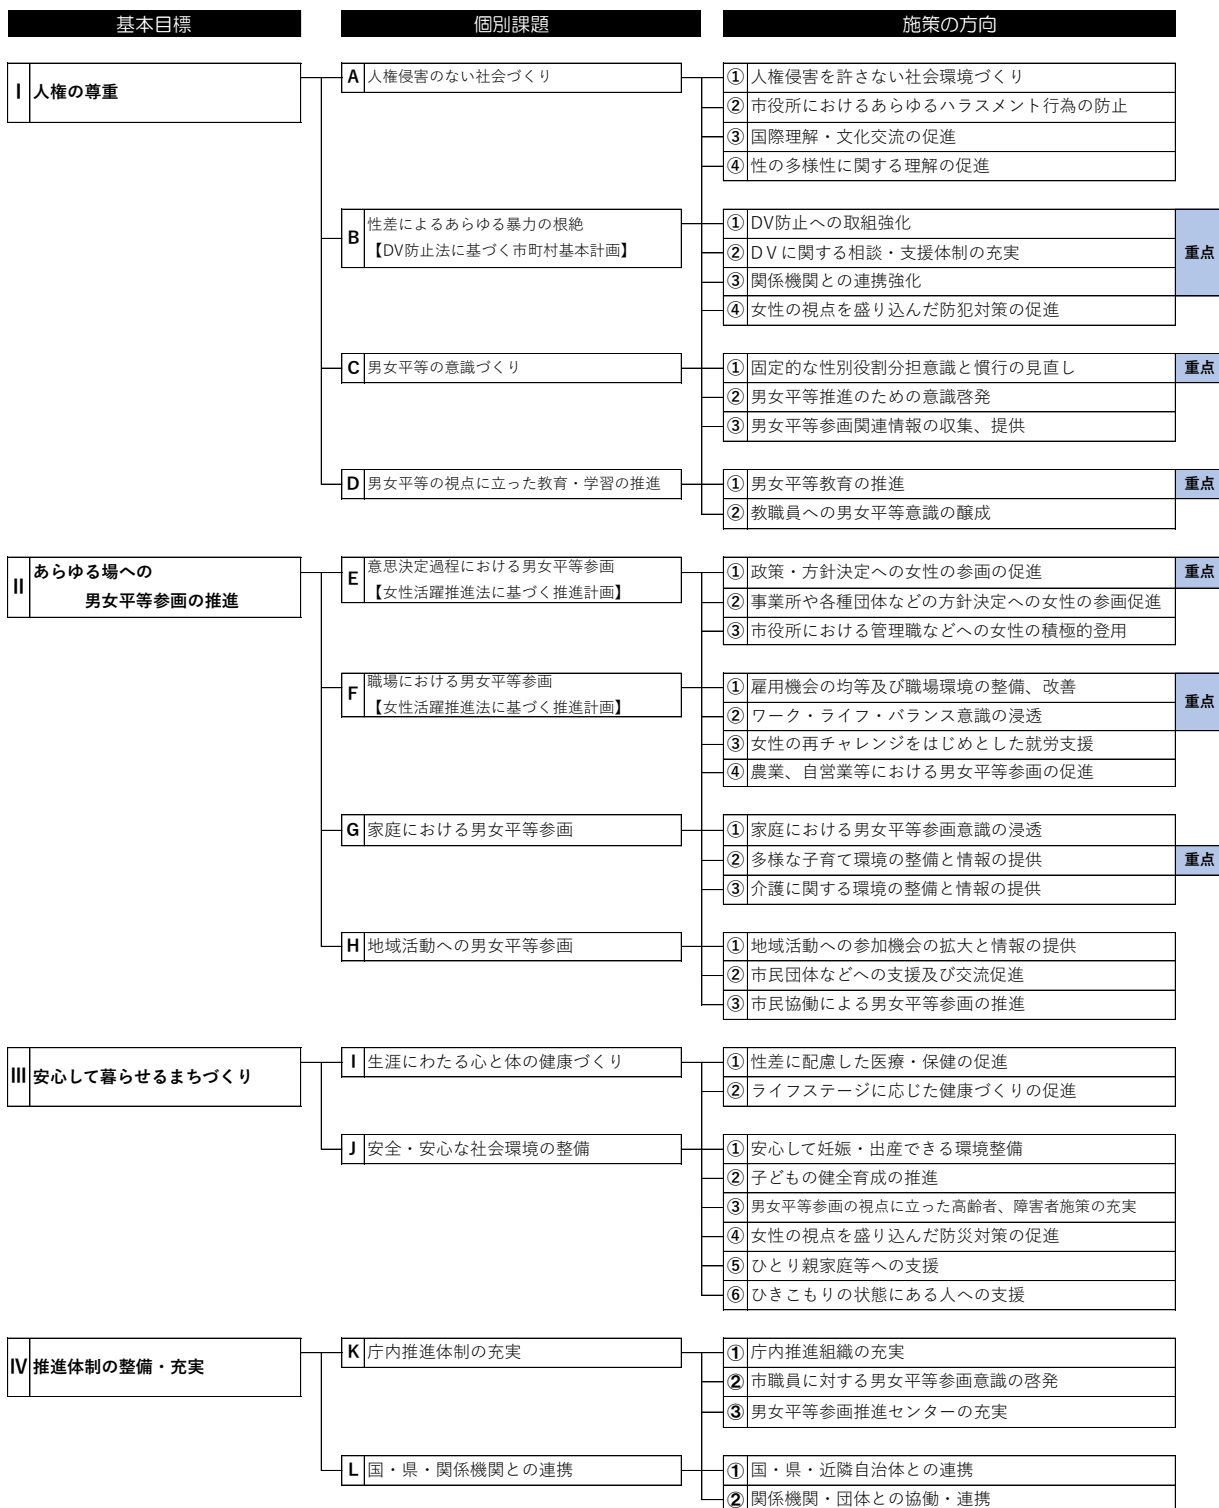 基本目標
個別課題
施策の方向
Ⅰ 人権の尊重
A 人権侵害のない社会づくり
① 人権侵害を許さない社会環境づくり
② 市役所におけるあらゆるハラスメント行為の防止
③ 国際理解・文化交流の促進
④ 性の多様性に関する理解の促進
B 性差によるあらゆる暴力の根絶
【DV防止法に基づく市町村基本計画】
① DV防止への取組強化
② ＤＶに関する相談・支援体制の充実
③ 関係機関との連携強化
重点
④ 女性の視点を盛り込んだ防犯対策の促進
C 男女平等の意識づくり
① 固定的な性別役割分担意識と慣行の見直し 重点
② 男女平等推進のための意識啓発
③ 男女平等参画関連情報の収集、提供
D 男女平等の視点に立った教育・学習の推進
① 男女平等教育の推進 重点
② 教職員への男女平等意識の醸成
Ⅱ あらゆる場への
男女平等参画の推進
E 意思決定過程における男女平等参画
【女性活躍推進法に基づく推進計画】
① 政策・方針決定への女性の参画の促進 重点
② 事業所や各種団体などの方針決定への女性の参画促進
③ 市役所における管理職などへの女性の積極的登用
F 職場における男女平等参画
【女性活躍推進法に基づく推進計画】
① 雇用機会の均等及び職場環境の整備、改善
② ワーク・ライフ・バランス意識の浸透
重点
③ 女性の再チャレンジをはじめとした就労支援
④ 農業、自営業等における男女平等参画の促進
G 家庭における男女平等参画
① 家庭における男女平等参画意識の浸透
② 多様な子育て環境の整備と情報の提供 重点
③ 介護に関する環境の整備と情報の提供
H 地域活動への男女平等参画
① 地域活動への参加機会の拡大と情報の提供
② 市民団体などへの支援及び交流促進
③ 市民協働による男女平等参画の推進
Ⅲ 安心して暮らせるまちづくり
I 生涯にわたる心と体の健康づくり
① 性差に配慮した医療・保健の促進
② ライフステージに応じた健康づくりの促進
J 安全・安心な社会環境の整備
① 安心して妊娠・出産できる環境整備
② 子どもの健全育成の推進
③ 男女平等参画の視点に立った高齢者、障害者施策の充実
④ 女性の視点を盛り込んだ防災対策の促進
⑤ ひとり親家庭等への支援
⑥ ひきこもりの状態にある人への支援
Ⅳ 推進体制の整備・充実
K 庁内推進体制の充実
① 庁内推進組織の充実
② 市職員に対する男女平等参画意識の啓発
③ 男女平等参画推進センターの充実
L 国・県・関係機関との連携
① 国・県・近隣自治体との連携
② 関係機関・団体との協働・連携